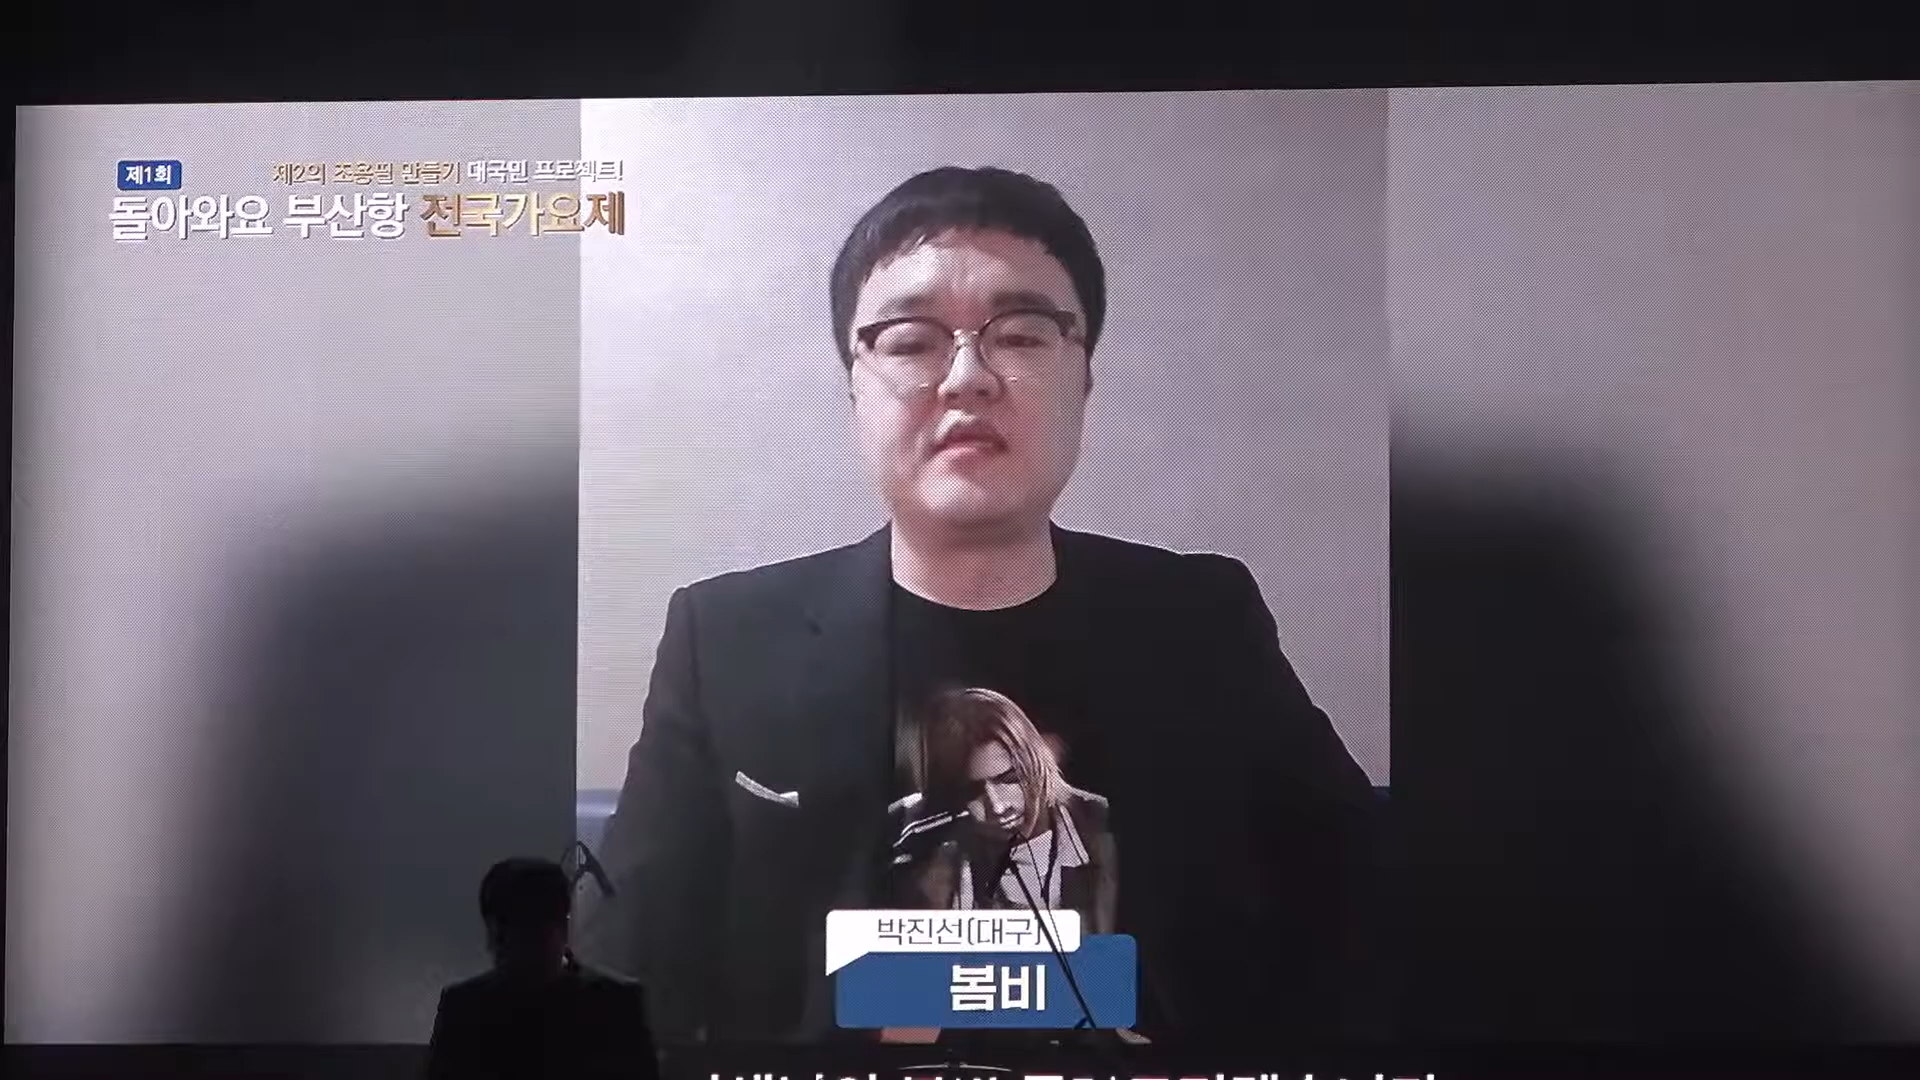 제1회
제2의 조용필 만들기 대국민 프로젝트!
돌아와요 부산항 전국가요제
박진선(대구)
봄비